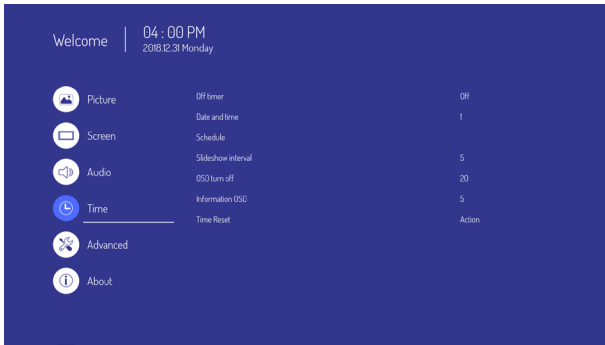 Welcome
04 : 00 PM
2018.12.31 Monday
Picture
Screen
Audio
Time
Advanced
About
Off timer Off
Date and time 1
Schedule
Slideshow interval 5
OSD turn off 20
Information OSD 5
Time Reset Action